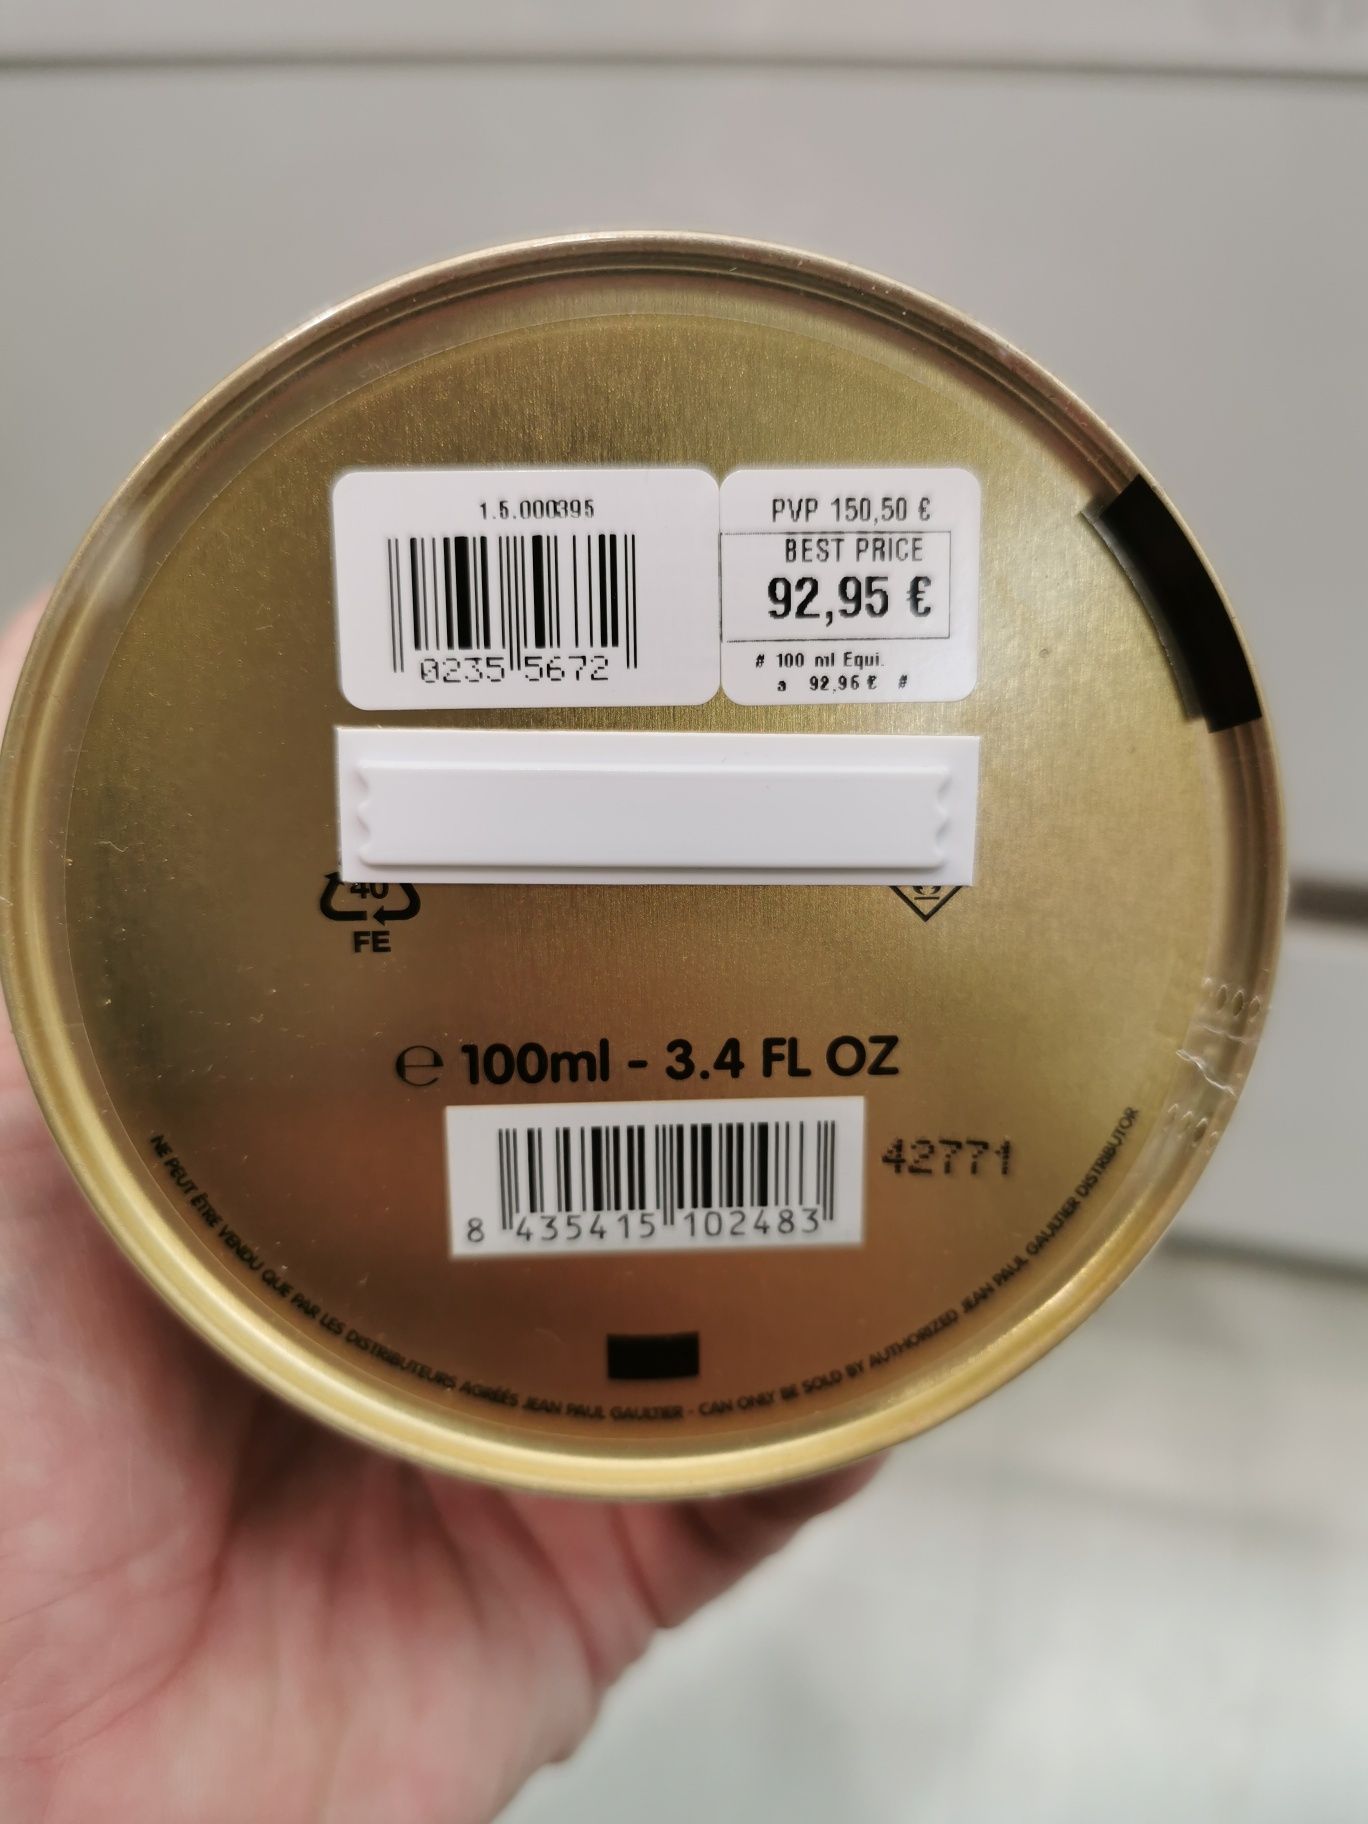 1.5.000395
0235 5672
PVP 150,50 €
BEST PRICE
92,95 €
# 100 ml Equi.
a 92,96 € #
40
FE
e 100ml - 3.4 FL OZ
8 435415 102483
42771
NE PEUT ÊTRE VENDU QUE PAR LES DISTRIBUTEURS AGRÉÉS JEAN PAUL GAULTIER - CAN ONLY BE SOLD BY AUTHORIZED JEAN PAUL GAULTIER DISTRIBUTOR